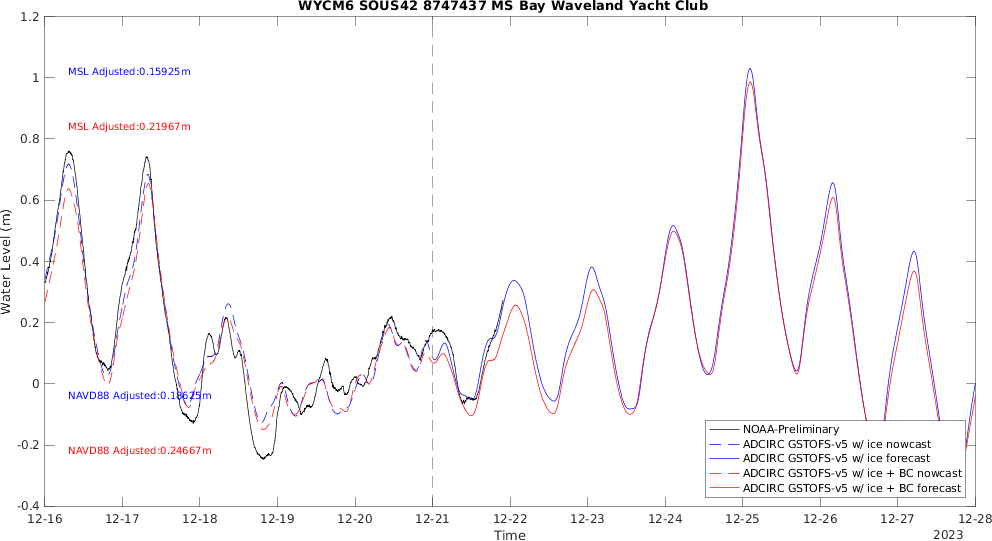 WYCM6 SOUS42 8747437 MS Bay Waveland Yacht Club
1.2
1
0.8
0.6
0.4
0.2
0
-0.2
-0.4
Water Level (m)
MSL Adjusted:0.15925m
MSL Adjusted:0.21967m
NAVD88 Adjusted:0.18625m
NAVD88 Adjusted:0.24667m
NOAA-Preliminary
ADCIRC GSTOFS-v5 w/ ice nowcast
ADCIRC GSTOFS-v5 w/ ice forecast
ADCIRC GSTOFS-v5 w/ ice + BC nowcast
ADCIRC GSTOFS-v5 w/ ice + BC forecast
12-16 12-17 12-18 12-19 12-20 12-21 12-22 12-23 12-24 12-25 12-26 12-27 12-28
Time
2023